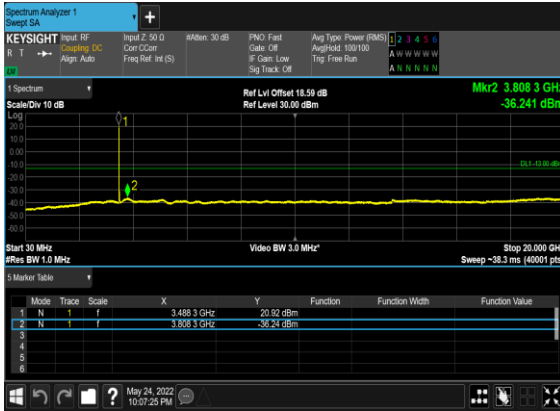 Spectrum Analyzer 1
Swept SA
+
KEYSIGHT
R T
Input: RF
Coupling: DC
Align: Auto
Input Z: 50 Ω
Corr CCorr
Freq Ref: Int (S)
#Atten: 30 dB
PNO: Fast
Gate: Off
IF Gain: Low
Sig Track: Off
Avg Type: Power (RMS)
Avg|Hold: 100/100
Trig: Free Run
1 2 3 4 5 6
A W W W W W
A N N N N N
1 Spectrum
Scale/Div 10 dB
Ref Lvl Offset 18.59 dB
Ref Level 30.00 dBm
Mkr2 3.808 3 GHz
-36.241 dBm
Log
20.0
10.0
0.00
-10.0
-20.0
-30.0
-40.0
-50.0
-60.0
1
2
DL1 -13.00 dBm
Start 30 MHz
#Res BW 1.0 MHz
Video BW 3.0 MHz*
Stop 20.000 GH
Sweep ~38.3 ms (40001 pts
5 Marker Table
Mode Trace Scale X Y Function Function Width Function Value
1 N 1 f 3.488 3 GHz 20.92 dBm
2 N 1 f 3.808 3 GHz -36.24 dBm
3
4
5
6
?
May 24, 2022
10:07:25 PM